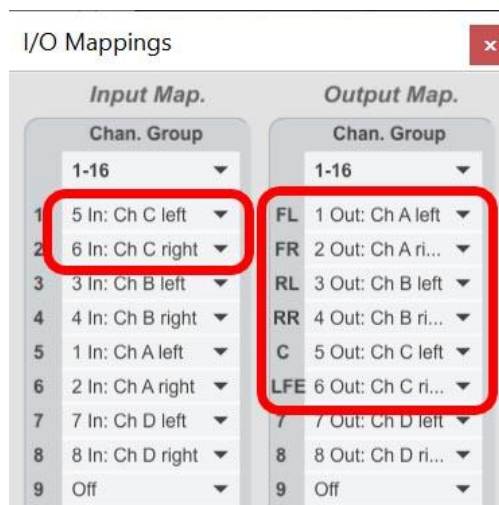 I/O Mappings x
Input Map. Output Map.
Chan. Group Chan. Group
1-16 1-16
1 5 In: Ch C left FL 1 Out: Ch A left
2 6 In: Ch C right FR 2 Out: Ch A ri...
3 3 In: Ch B left RL 3 Out: Ch B left
4 4 In: Ch B right RR 4 Out: Ch B ri...
5 1 In: Ch A left C 5 Out: Ch C left
6 2 In: Ch A right LFE 6 Out: Ch C ri...
7 7 In: Ch D left 7 7 Out: Ch D left
8 8 In: Ch D right 8 8 Out: Ch D ri...
9 Off 9 Off